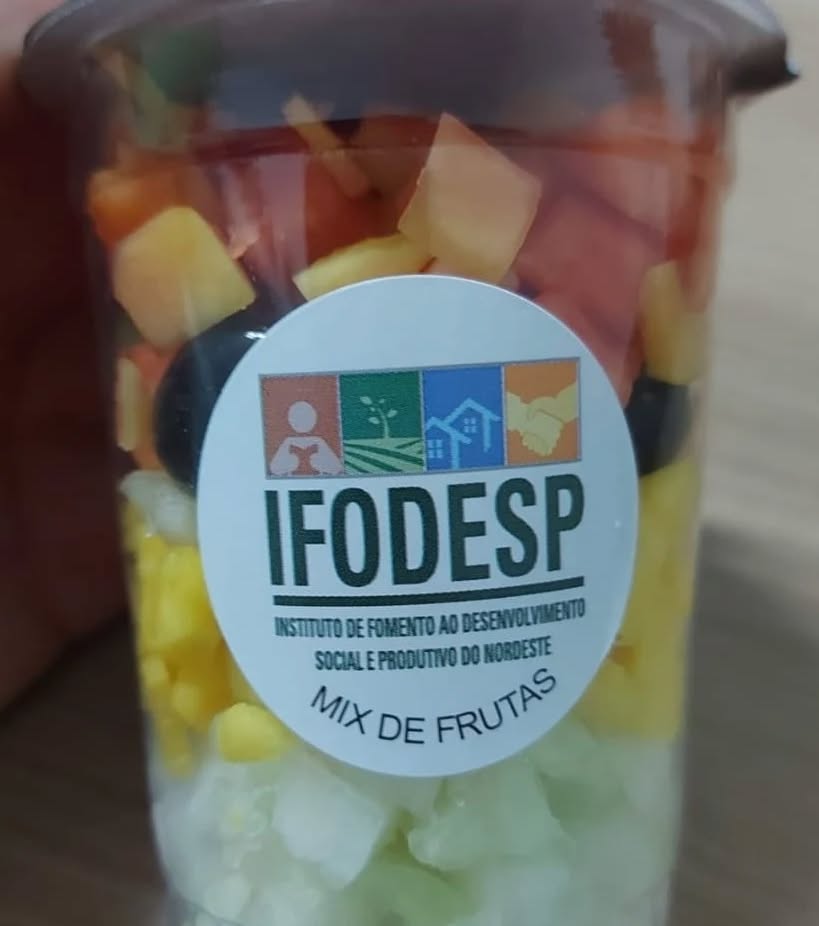 IFODESP
INSTITUTO DE FOMENTO AO DESENVOLVIMENTO
SOCIAL E PRODUTIVO DO NORDESTE
MIX DE FRUTAS